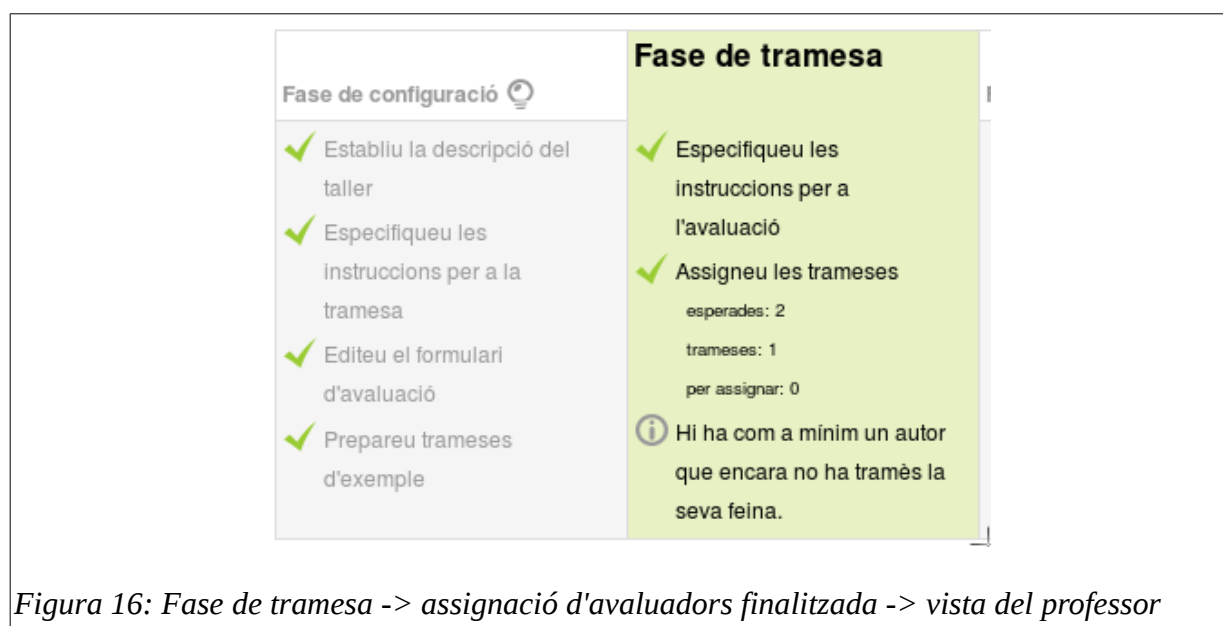 Fase de configuració
Establiu la descripció del
taller
Especifiqueu les
instruccions per a la
tramesa
Editeu el formulari
d'avaluació
Prepareu trameses
d'exemple
Fase de tramesa
Especifiqueu les
instruccions per a
l'avaluació
Assigneu les trameses
esperades: 2
trameses: 1
per assignar: 0
Hi ha com a mínim un autor
que encara no ha tramès la
seva feina.
Figura 16: Fase de tramesa -> assignació d'avaluadors finalitzada -> vista del professor